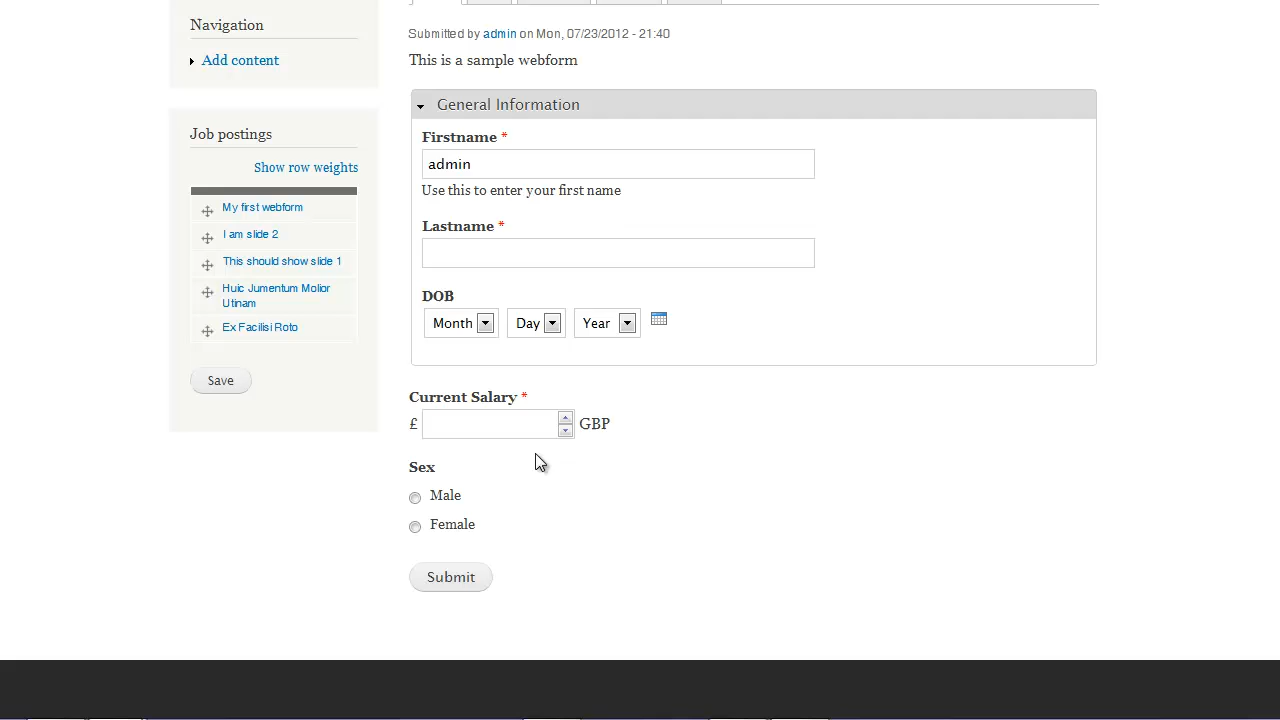 Navigation
Add content
Job postings
Show row weights
My first webform
I am slide 2
This should show slide 1
Huic Jumentum Molior
Utinam
Ex Facilisi Roto
Save
Submitted by admin on Mon, 07/23/2012 - 21:40
This is a sample webform
General Information
Firstname *
admin
Use this to enter your first name
Lastname *
DOB
Month Day Year
Current Salary *
£ GBP
Sex
Male
Female
Submit